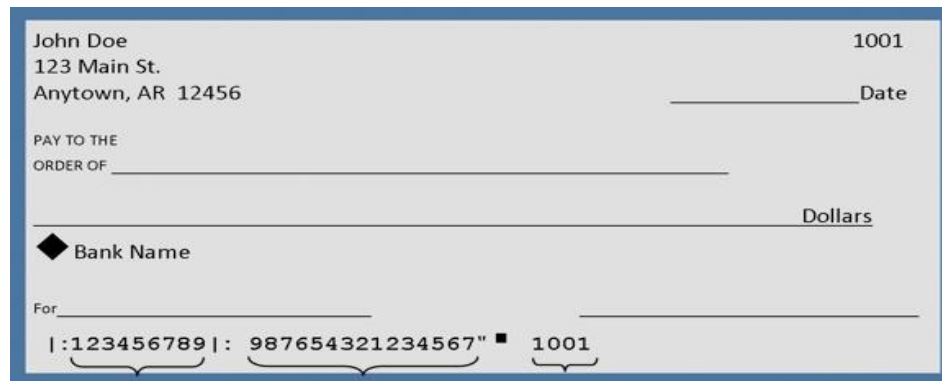 John Doe 1001
123 Main St.
Anytown, AR 12456 Date
PAY TO THE
ORDER OF
Dollars
Bank Name
For
|:123456789|: 987654321234567" 1001